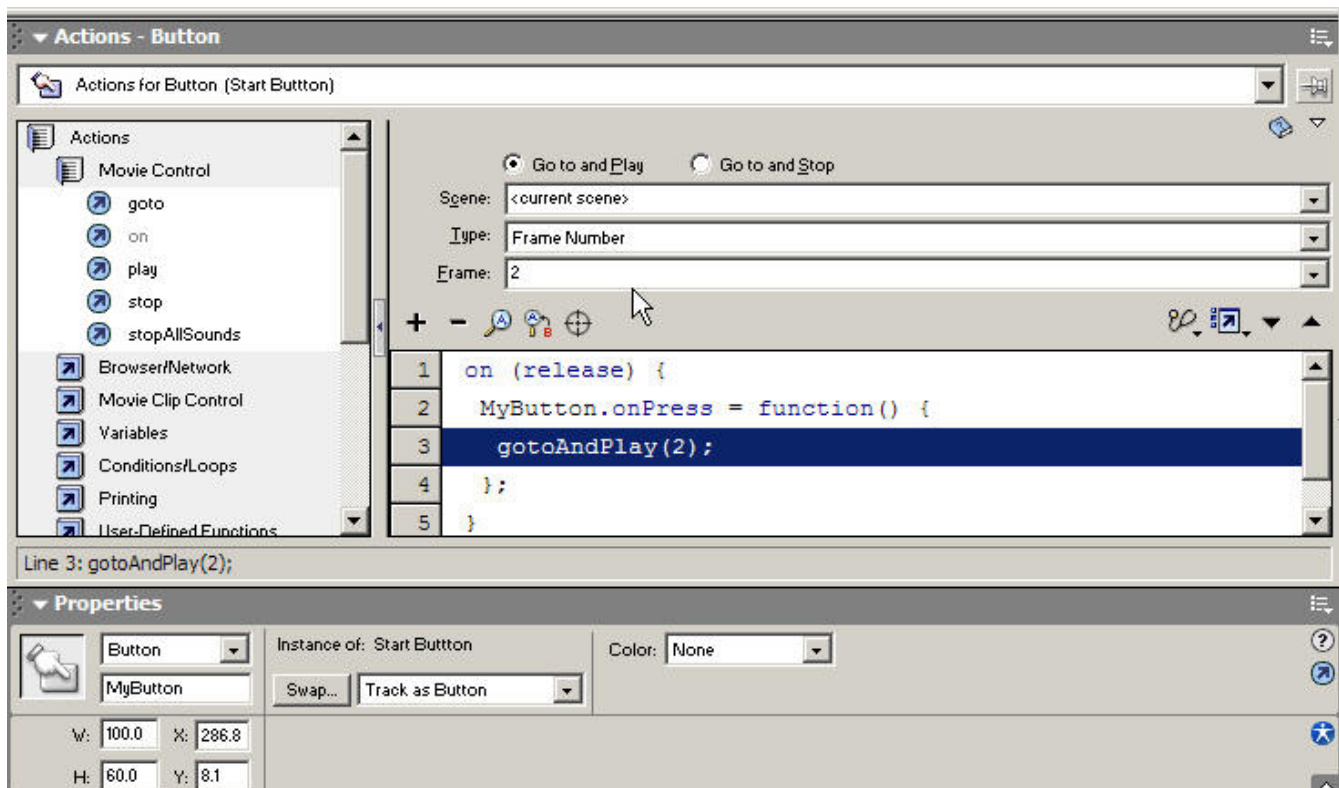 Actions - Button
Actions for Button (Start Buttton)
Actions
Movie Control
goto
on
play
stop
stopAllSounds
Browser/Network
Movie Clip Control
Variables
Conditions/Loops
Printing
User-Defined Functions
Go to and Play Go to and Stop
Scene: <current scene>
Type: Frame Number
Frame: 2
1 on (release) {
2 MyButton.onPress = function() {
3 gotoAndPlay(2);
4 };
5 }
Line 3: gotoAndPlay(2);
Properties
Button Instance of: Start Buttton Color: None
MyButton Swap... Track as Button
W: 100.0 X: 286.8
H: 60.0 Y: 8.1